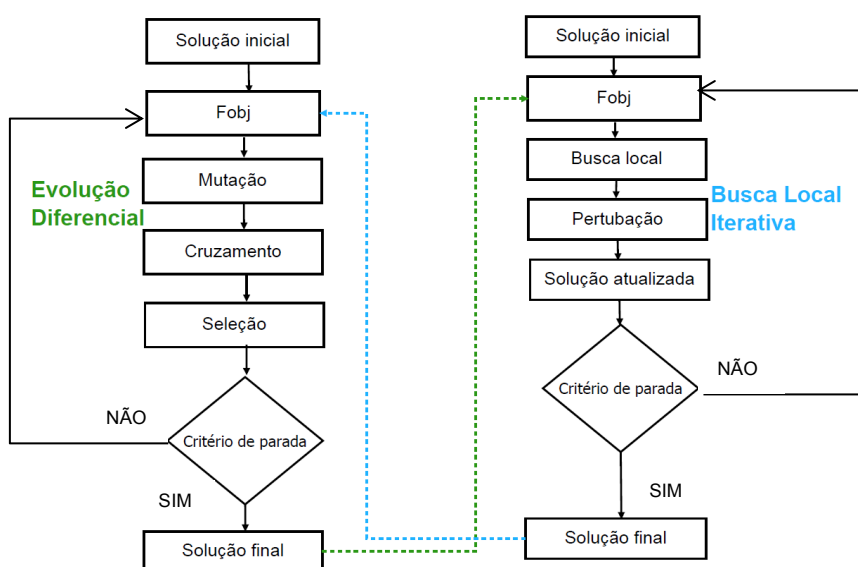 Solução inicial
Fobj
Mutação
Evolução
Diferencial
Cruzamento
Seleção
NÃO
Critério de parada
SIM
Solução final
Solução inicial
Fobj
Busca local
Pertubação
Busca Local
Iterativa
Solução atualizada
NÃO
Critério de parada
SIM
Solução final